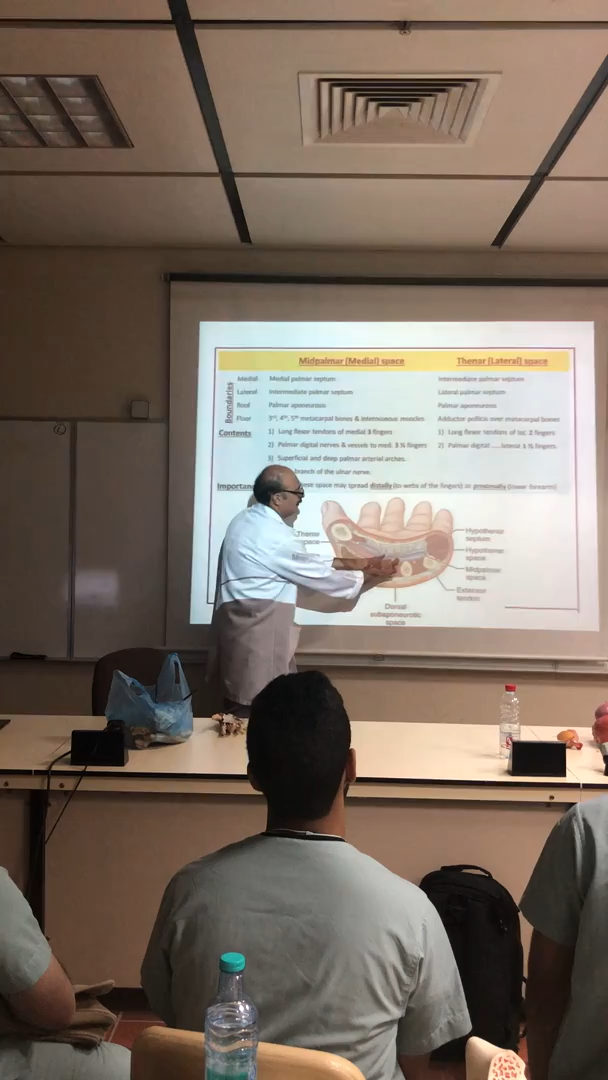 Midpalmar (Medial) space Thenar (Lateral) space
Boundaries
Medial Medial palmar septum Intermediate palmar septum
Lateral Intermediate palmar septum Lateral palmar septum
Roof Palmar aponeurosis Palmar aponeurosis
Floor 3rd, 4th, 5th metacarpal bones & interosseous muscles Adductor pollicis over metacarpal bones
Contents 1) Long flexor tendons of medial 3 fingers 1) Long flexor tendons of lat. 2 fingers
2) Palmar digital nerves & vessels to med. 3 ½ fingers 2) Palmar digital .....lateral 1 ½ fingers.
3) Superficial and deep palmar arterial arches.
branch of the ulnar nerve.
Importan space may spread distally (to webs of the fingers) or proximally (lower forearm)
Thenar space
Hypothenar septum
Hypothenar space
Midpalmar space
Extensor tendon
Dorsal subaponeurotic space